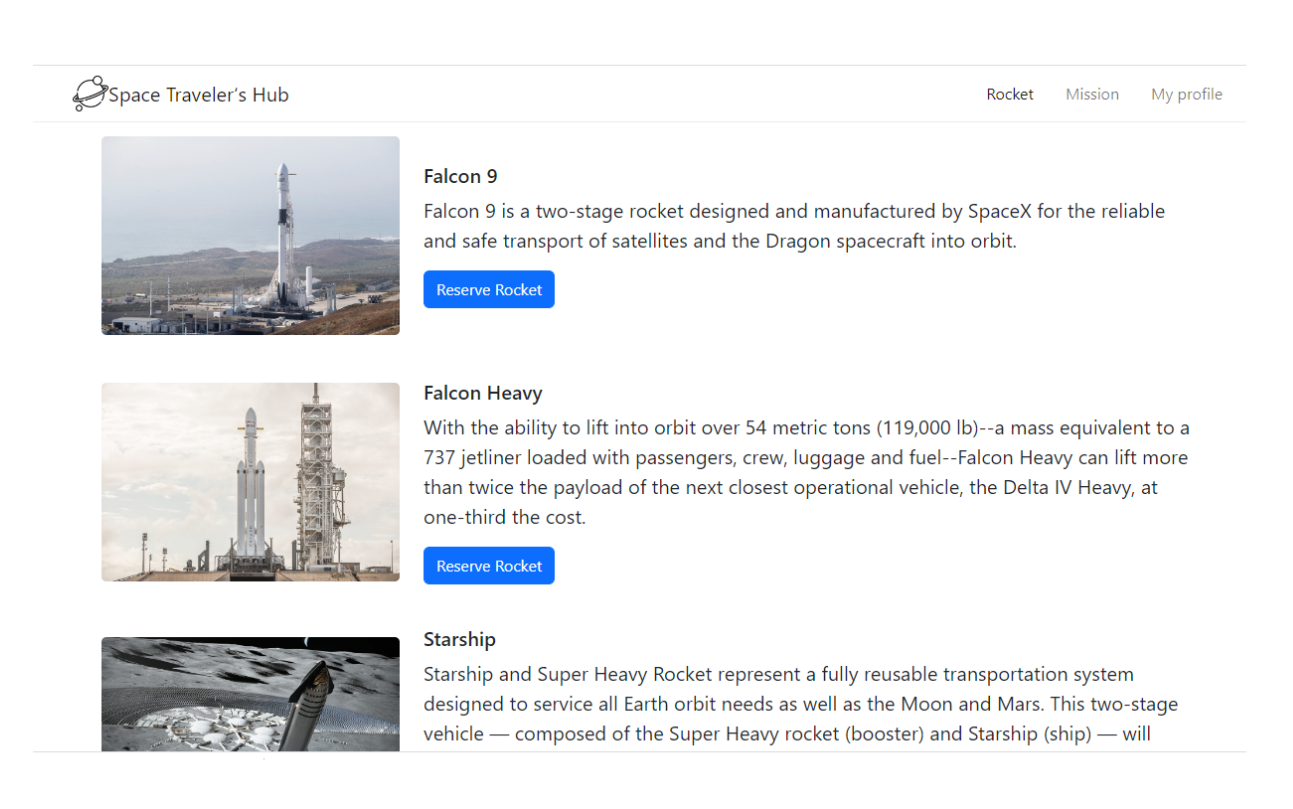 Space Traveler's Hub
Rocket Mission My profile
Falcon 9
Falcon 9 is a two-stage rocket designed and manufactured by SpaceX for the reliable
and safe transport of satellites and the Dragon spacecraft into orbit.
Reserve Rocket
Falcon Heavy
With the ability to lift into orbit over 54 metric tons (119,000 lb)--a mass equivalent to a
737 jetliner loaded with passengers, crew, luggage and fuel--Falcon Heavy can lift more
than twice the payload of the next closest operational vehicle, the Delta IV Heavy, at
one-third the cost.
Reserve Rocket
Starship
Starship and Super Heavy Rocket represent a fully reusable transportation system
designed to service all Earth orbit needs as well as the Moon and Mars. This two-stage
vehicle — composed of the Super Heavy rocket (booster) and Starship (ship) — will